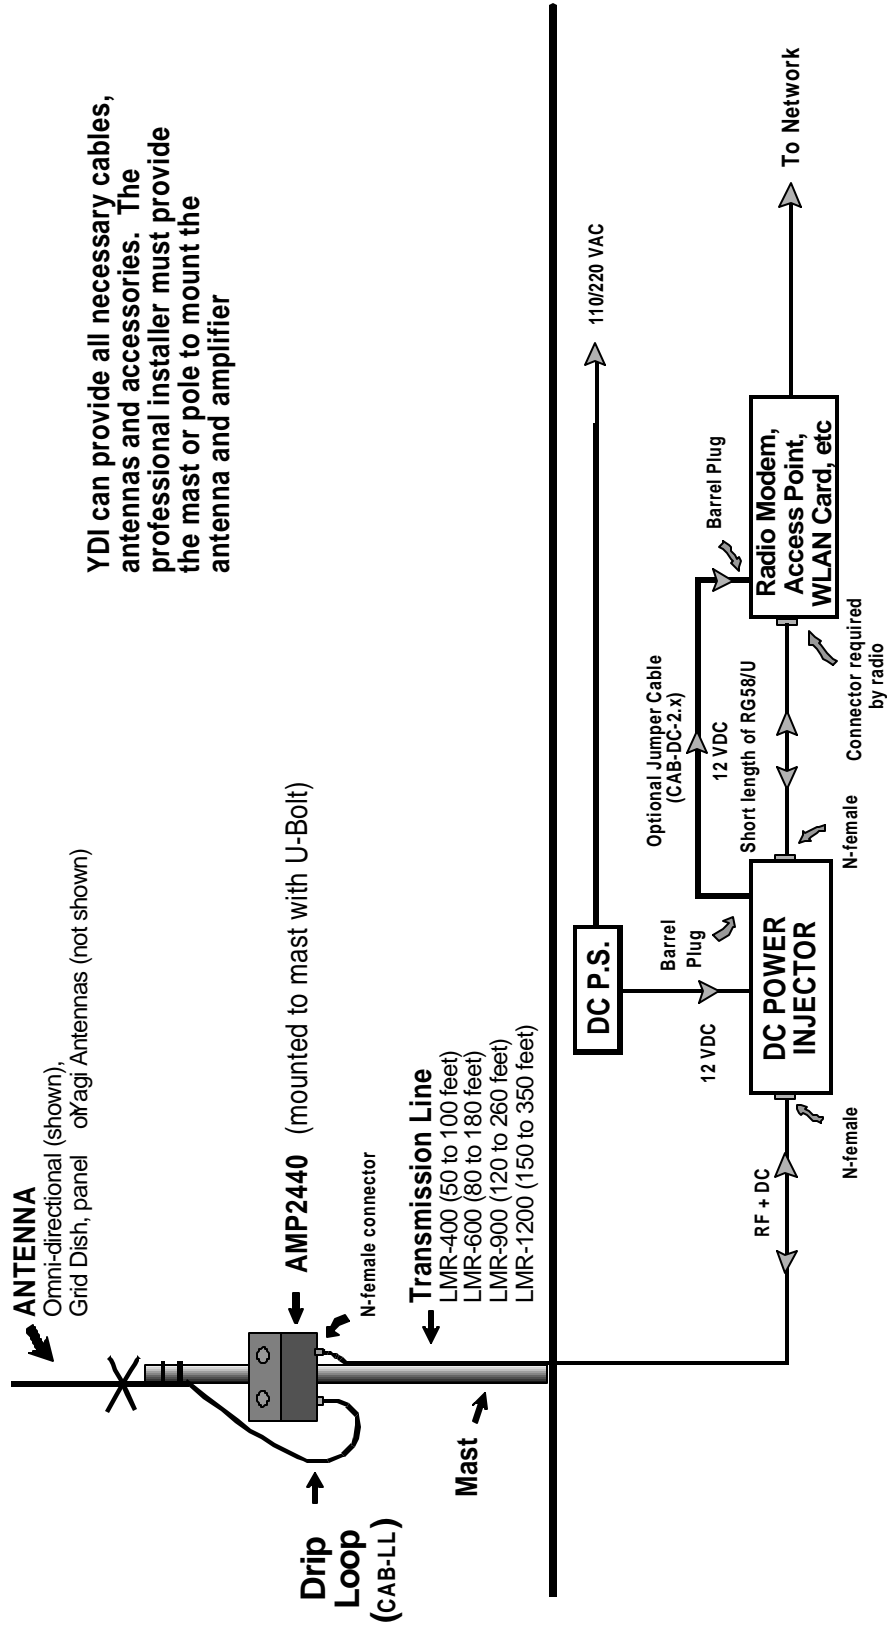 YDI can provide all necessary cables,
antennas and accessories. The
professional installer must provide
the mast or pole to mount the
antenna and amplifier
ANTENNA
Omni-directional (shown),
Grid Dish, panel oYagi Antennas (not shown)
AMP2440 (mounted to mast with U-Bolt)
N-female connector
Drip
Loop
(CAB-LL)
Transmission Line
LMR-400 (50 to 100 feet)
LMR-600 (80 to 180 feet)
LMR-900 (120 to 260 feet)
LMR-1200 (150 to 350 feet)
Mast
DC P.S.
110/220 VAC
12 VDC
Barrel
Plug
Optional Jumper Cable
(CAB-DC-2.x)
12 VDC
Barrel Plug
Short length of RG58/U
RF + DC
N-female
DC POWER
INJECTOR
N-female
Radio Modem,
Access Point,
WLAN Card, etc
Connector required
by radio
To Network